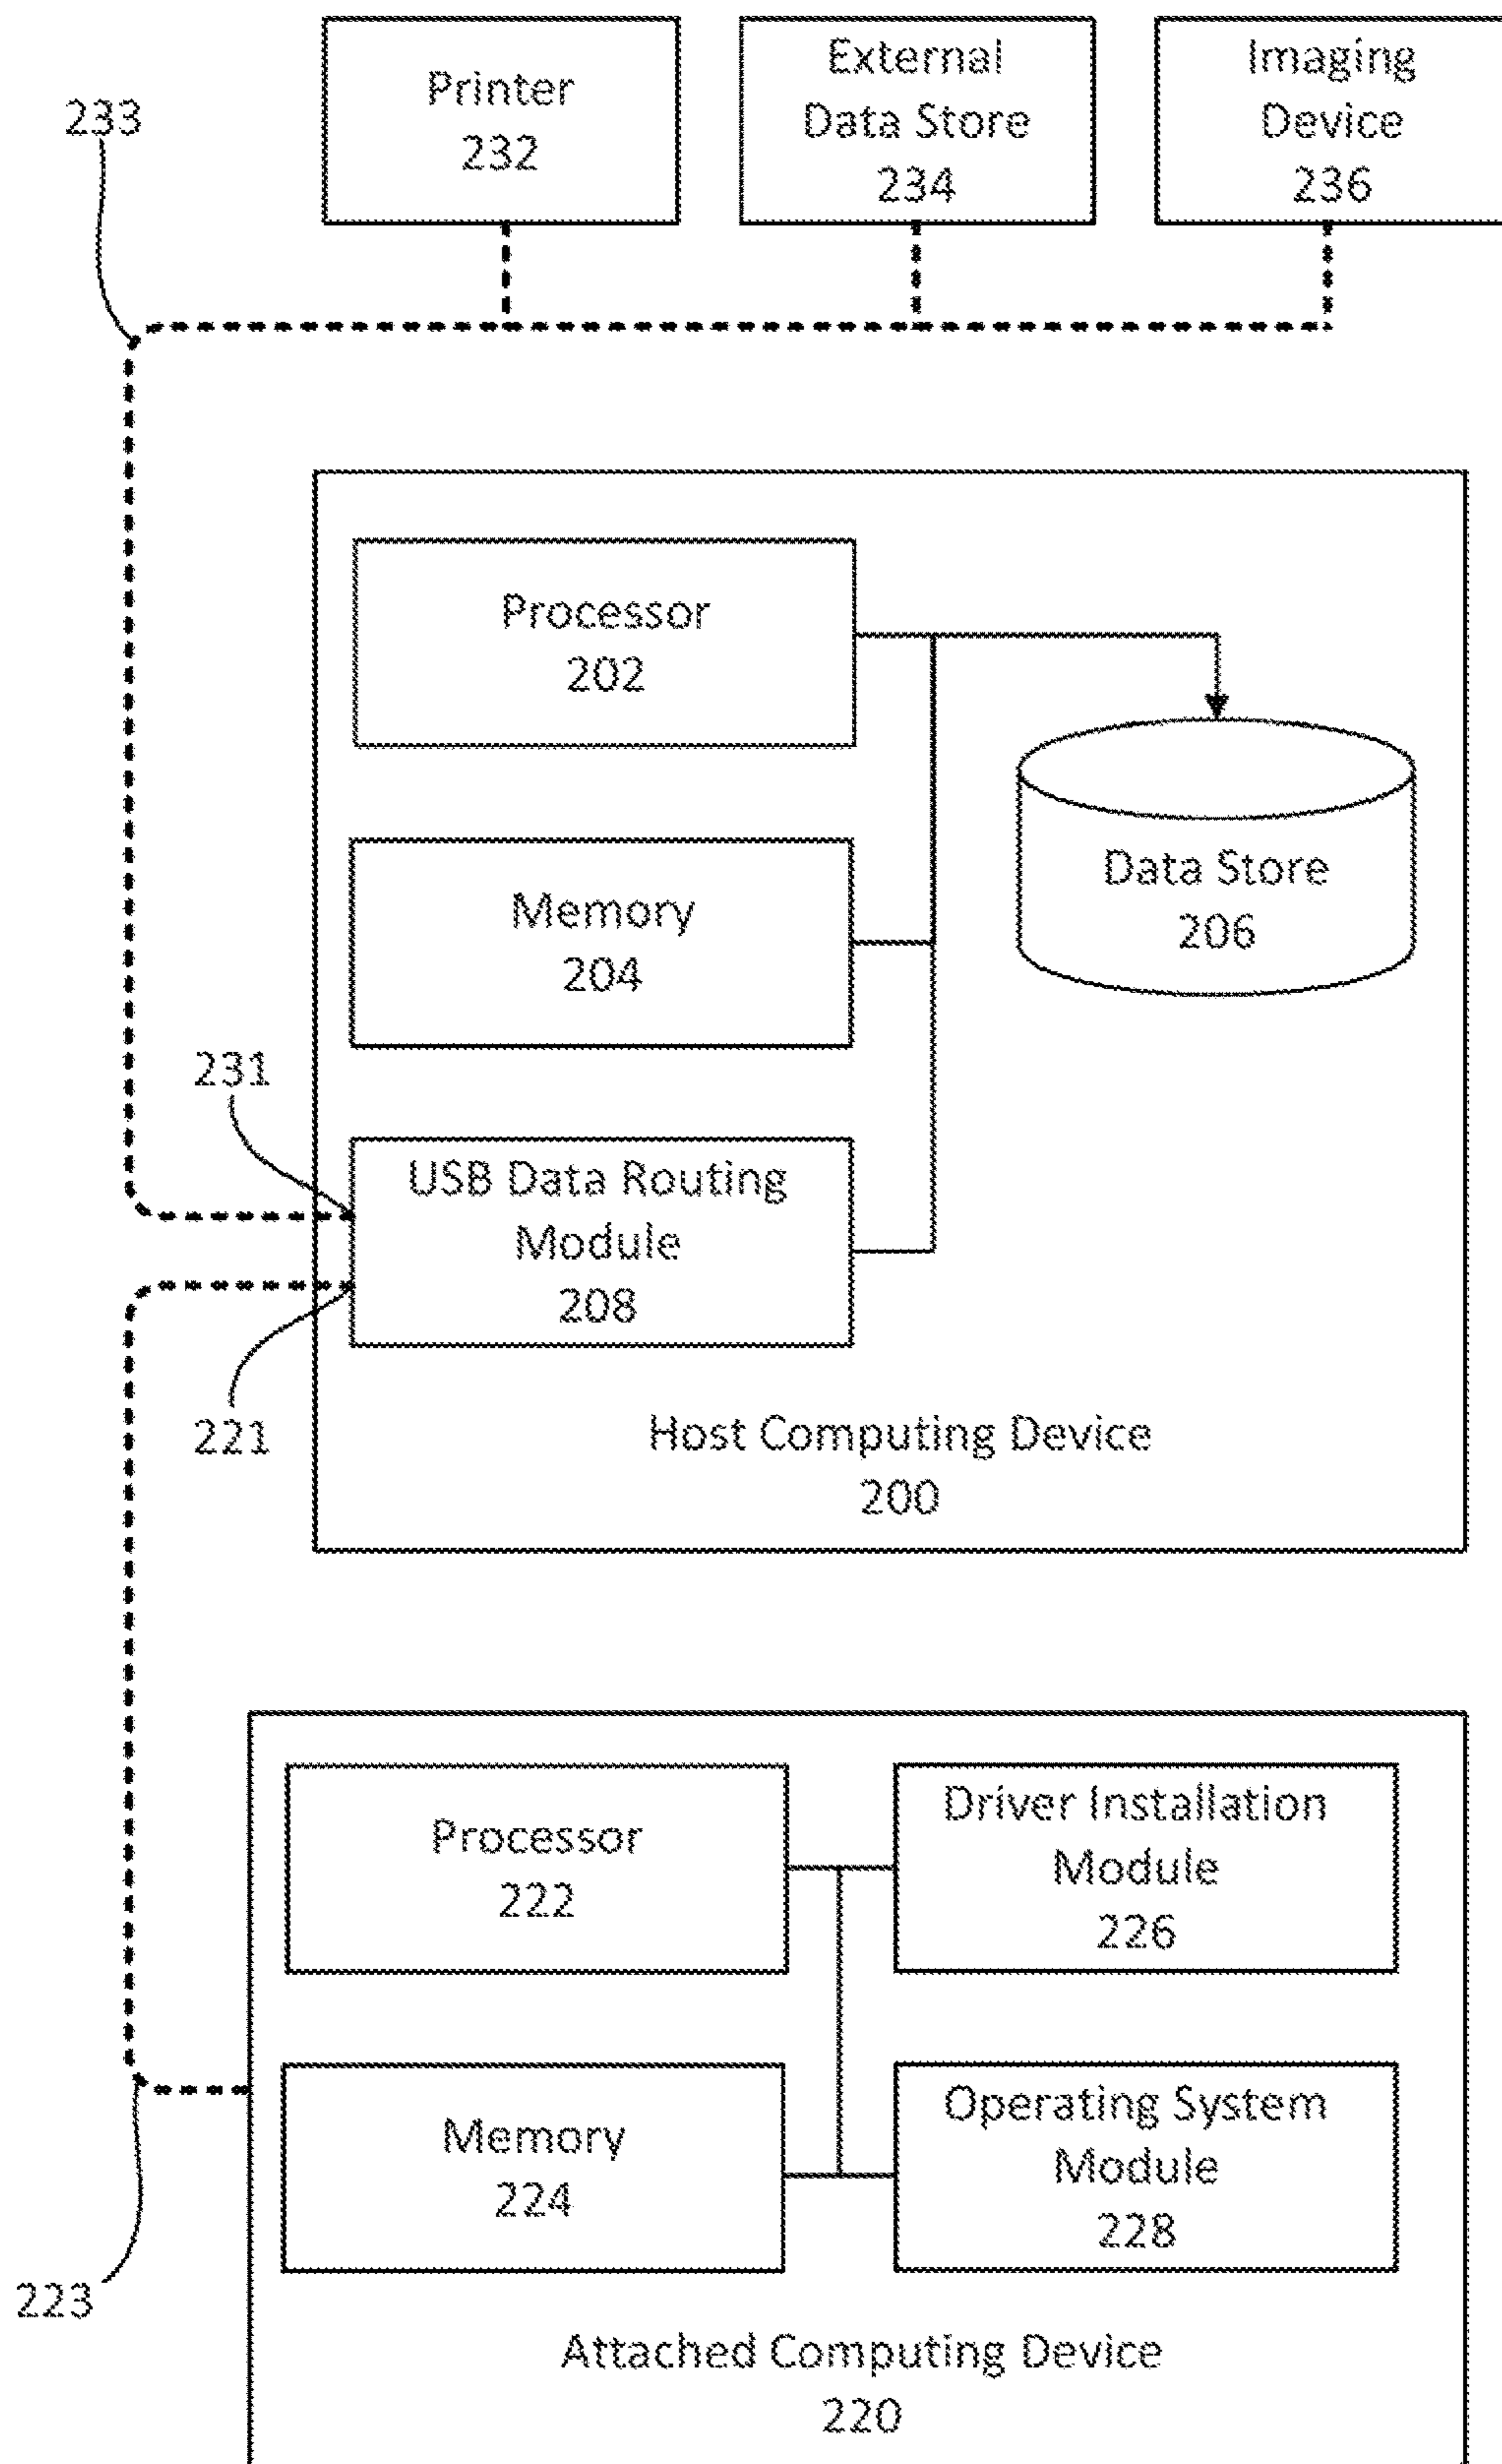 Printer
232
External
Data Store
234
Imaging
Device
236
233
Processor
202
Memory
204
Data Store
206
231
USB Data Routing
Module
208
221
Host Computing Device
200
Processor
222
Driver Installation
Module
226
Memory
224
Operating System
Module
228
223
Attached Computing Device
220